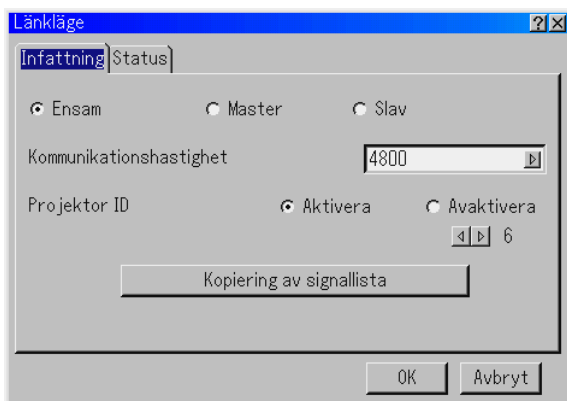 Länkläge
Infattning Status
Ensam Master Slav
Kommunikationshastighet 4800
Projektor ID Aktivera Avaktivera
6
Kopiering av signallista
OK Avbryt